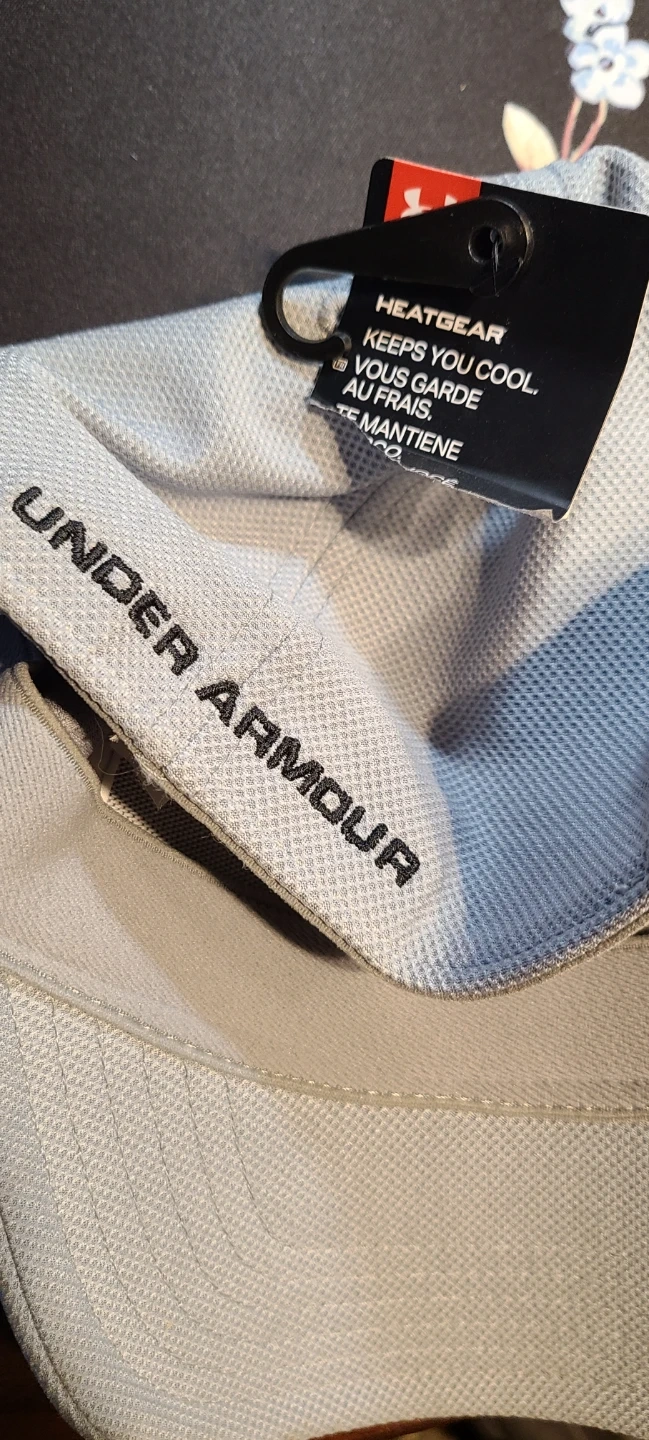 HEATGEAR
KEEPS YOU COOL.
VOUS GARDE
AU FRAIS.
TE MANTIENE
UNDER ARMOUR